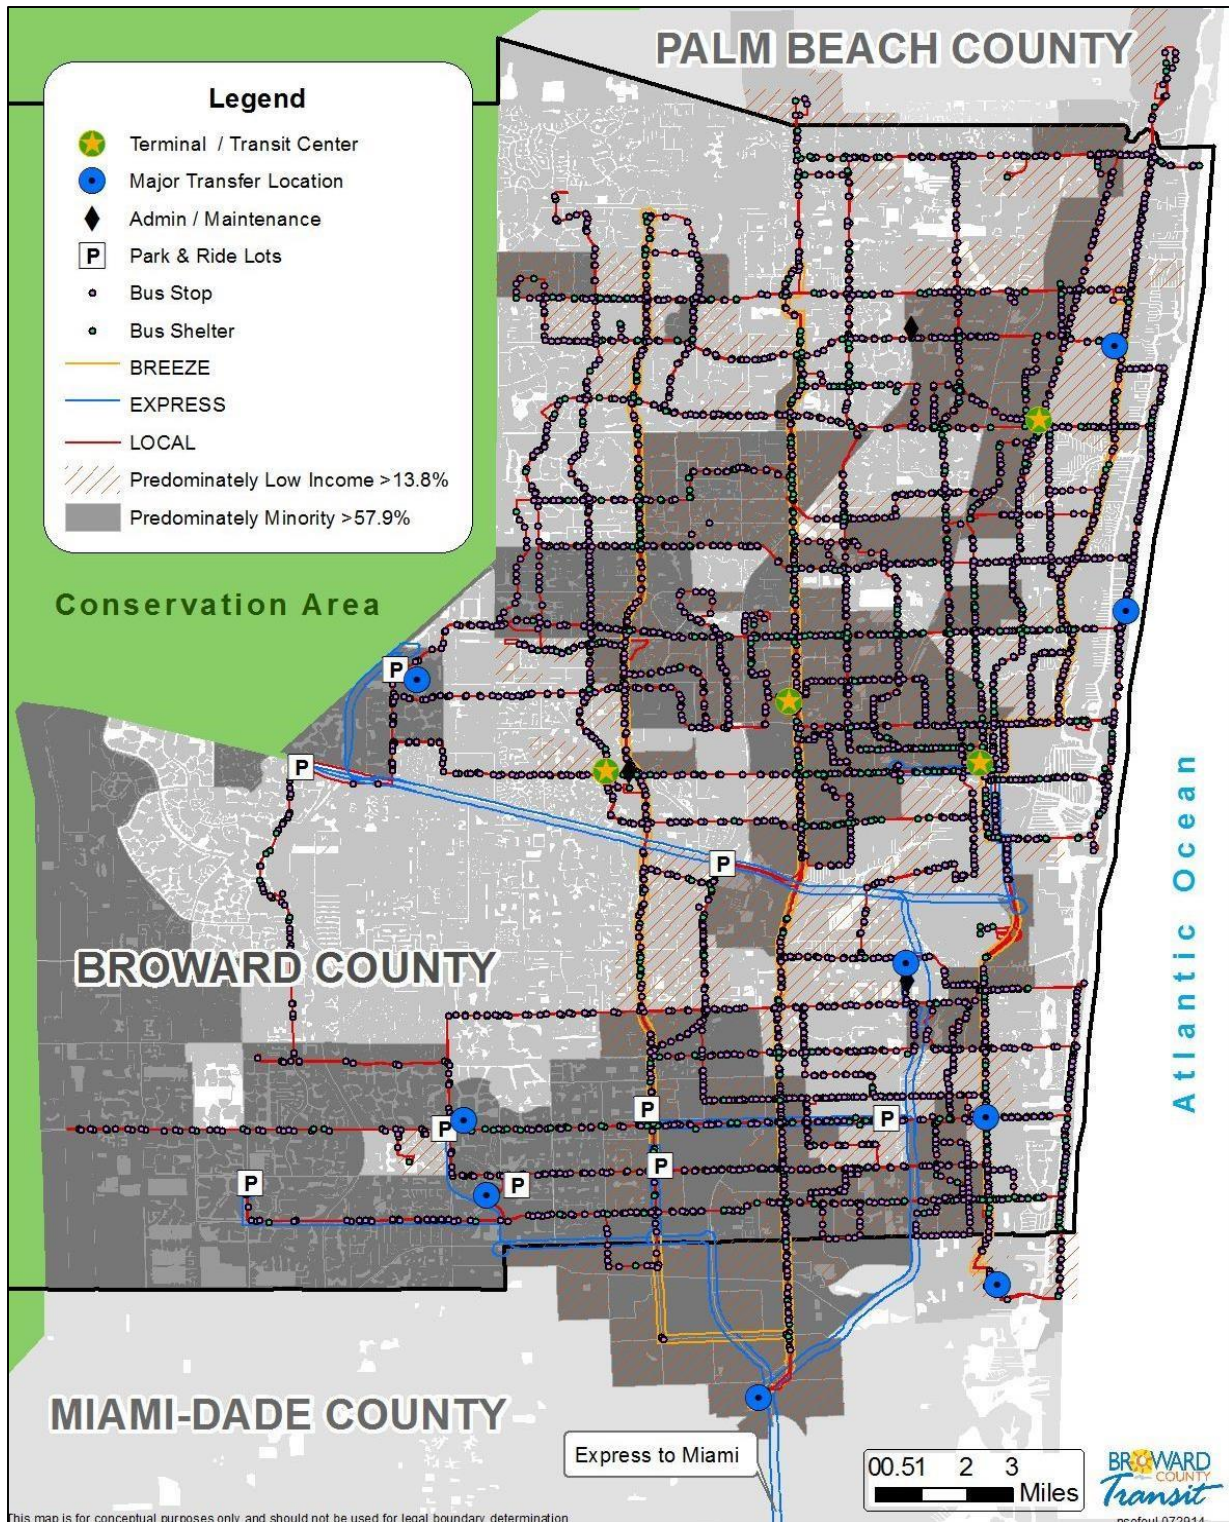 PALM BEACH COUNTY
Legend
Terminal / Transit Center
Major Transfer Location
Admin / Maintenance
P Park & Ride Lots
Bus Stop
Bus Shelter
BREEZE
EXPRESS
LOCAL
Predominately Low Income >13.8%
Predominately Minority >57.9%
Conservation Area
P
P
P
BROWARD COUNTY
Atlantic Ocean
P
P
P
P
P
P
MIAMI-DADE COUNTY
Express to Miami
00.51 2 3
Miles
BROWARD
COUNTY
Transit
This map is for conceptual purposes only and should not be used for legal boundary determination